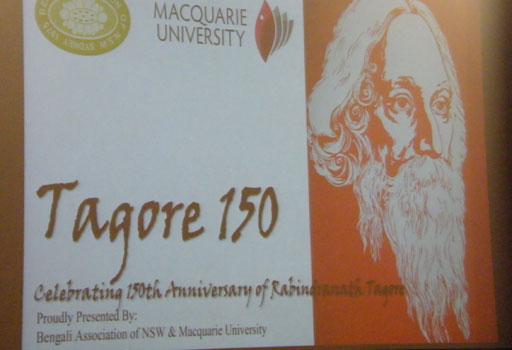 MACQUARIE
UNIVERSITY
Tagore 150
Celebrating 150th Anniversary of Rabindranath Tagore
Proudly Presented By:
Bengali Association of NSW & Macquarie University